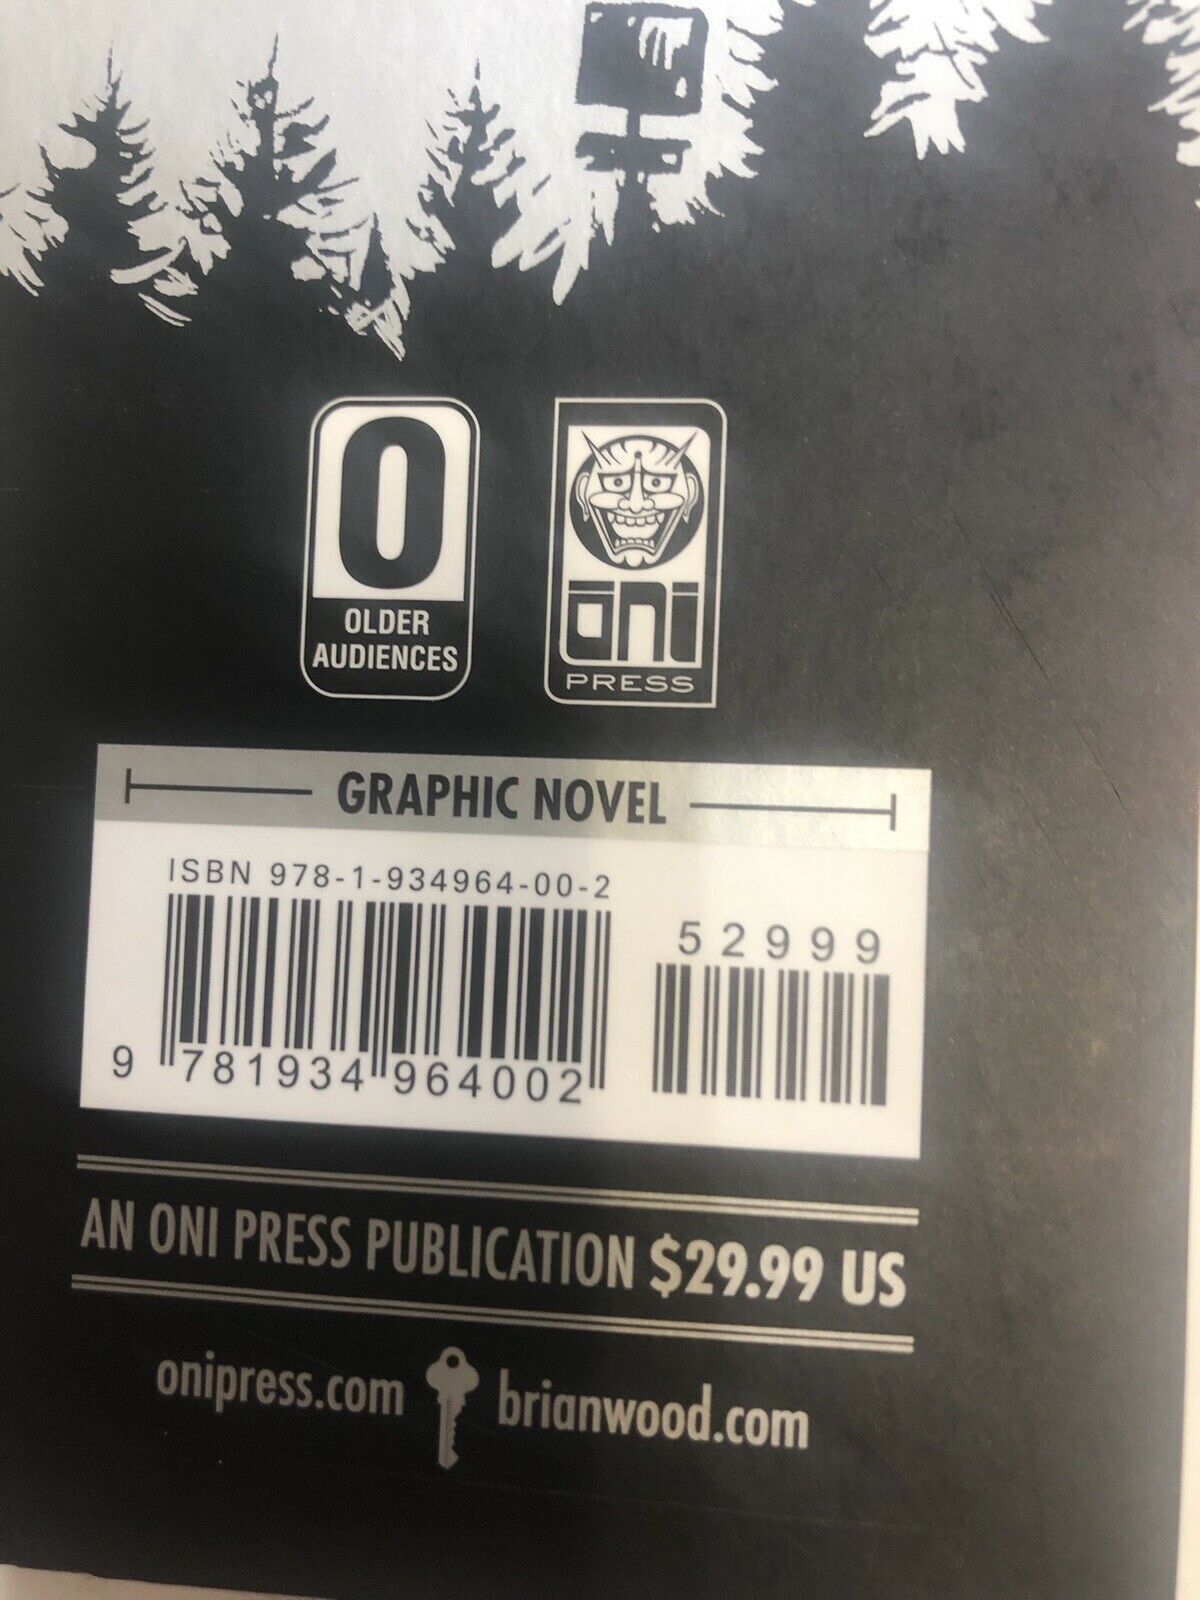 O
OLDER
AUDIENCES
ōni
PRESS
GRAPHIC NOVEL
ISBN 978-1-934964-00-2
52999
9 781934 964002
AN ONI PRESS PUBLICATION $29.99 US
onipress.com brianwood.com